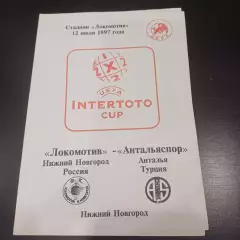 Стадион «Локомотив»
12 июля 1997 года
UEFA
INTERTOTO
CUP
«Локомотив» - «Антальяспор»
Нижний Новгород Анталья
Россия Турция
Нижний Новгород